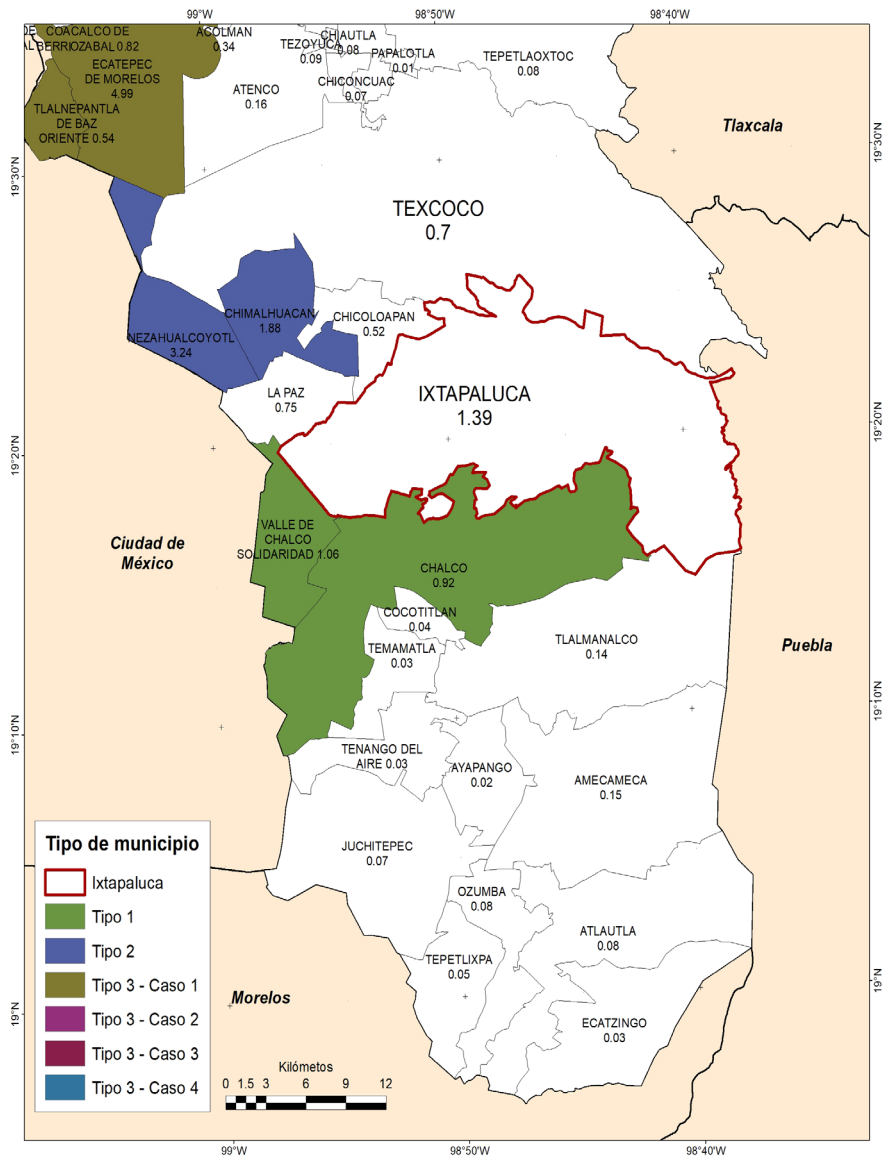 99°W
98°50'W
98°40'W
DE
COACALCO DE
AL
BERRIOZABAL 0.82
ACOLMAN
0.34
ECATEPEC
DE MORELOS
4.99
TLALNEPANTLA
DE BAZ
ORIENTE 0.54
TEZOYUCA
0.09
CHIAUTLA
0.08
PAPALOTLA
0.01
CHICONCUAC
0.07
ATENCO
0.16
TEPETLAOXTOC
0.08
Tlaxcala
19°30'N
19°30'N
TEXCOCO
0.7
CHIMALHUACAN
1.88
CHICOLOAPAN
0.52
NEZAHUALCOYOTL
3.24
LA PAZ
0.75
IXTAPALUCA
1.39
19°20'N
19°20'N
VALLE DE
CHALCO
SOLIDARIDAD 1.06
Ciudad de
México
CHALCO
0.92
COCOTITLAN
0.04
TEMAMATLA
0.03
TLALMANALCO
0.14
Puebla
19°10'N
19°10'N
TENANGO DEL
AIRE 0.03
AYAPANGO
0.02
AMECAMECA
0.15
JUCHITEPEC
0.07
OZUMBA
0.08
ATLAUTLA
0.08
TEPETLIXPA
0.05
ECATZINGO
0.03
Morelos
19°N
19°N
Tipo de municipio
Ixtapaluca
Tipo 1
Tipo 2
Tipo 3 - Caso 1
Tipo 3 - Caso 2
Tipo 3 - Caso 3
Tipo 3 - Caso 4
Kilómetos
0 1.5 3 6 9 12
99°W
98°50'W
98°40'W